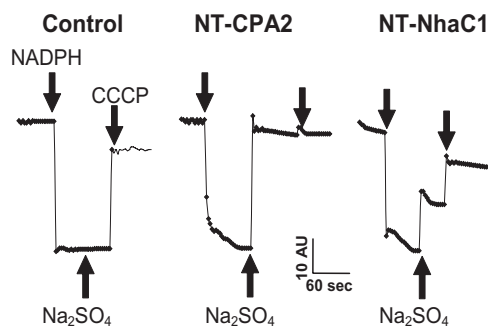 Control NT-CPA2 NT-NhaC1
NADPH
CCCP
10 AU
60 sec
Na₂SO₄ Na₂SO₄ Na₂SO₄